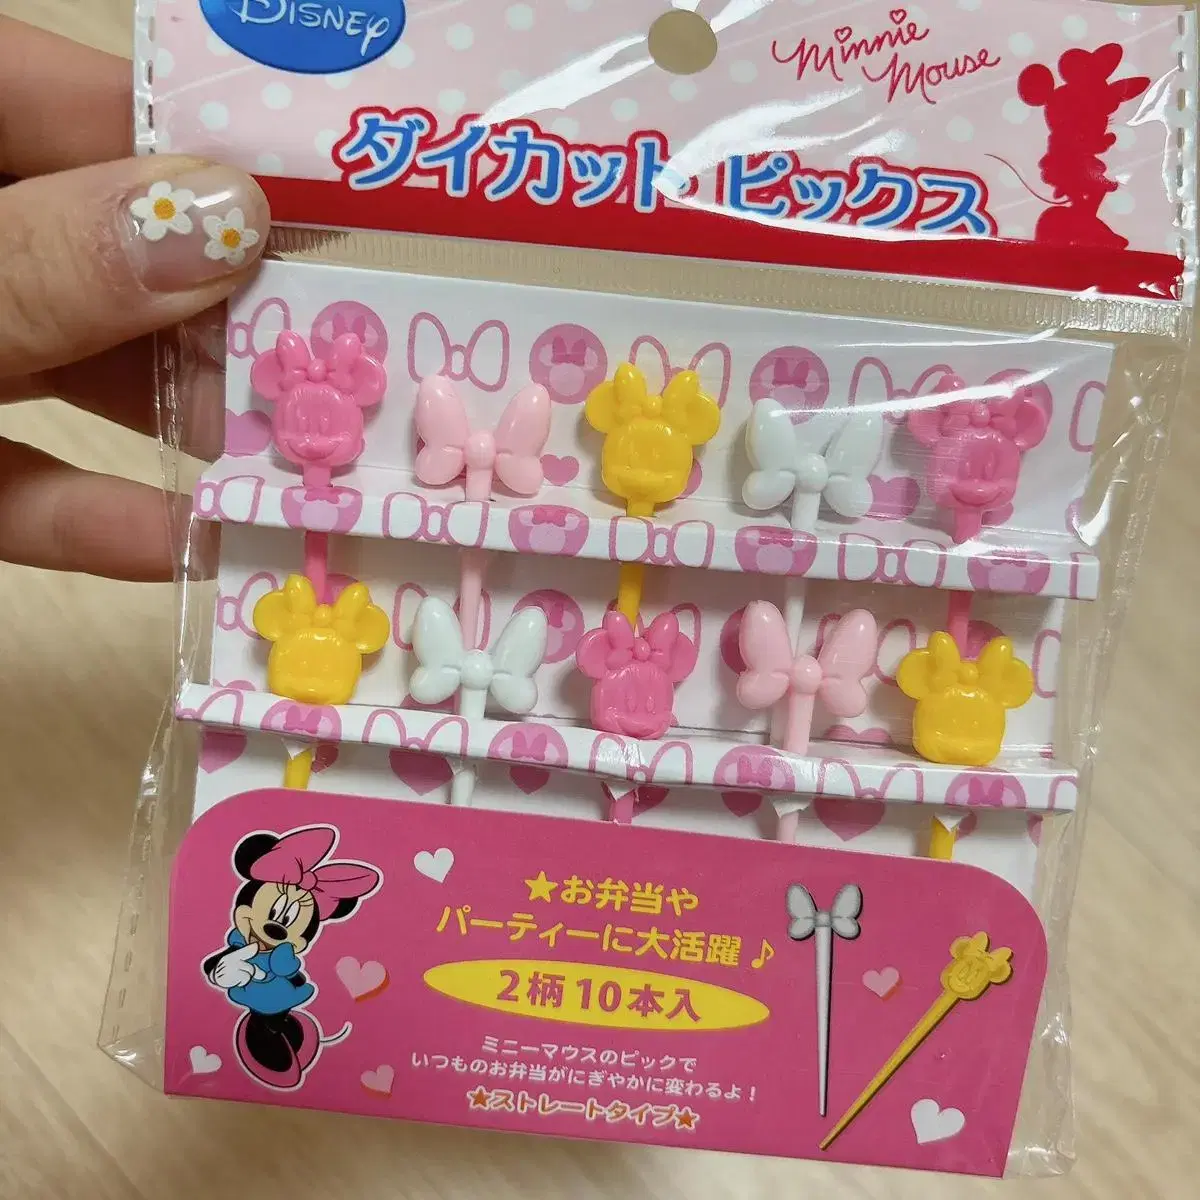 DISNEY
Minnie Mouse
ダイカット ピックス
★お弁当や
パーティーに大活躍♪
2柄10本入
ミニーマウスのピックで
いつものお弁当がにぎやかに変わるよ!
★ストレートタイプ★